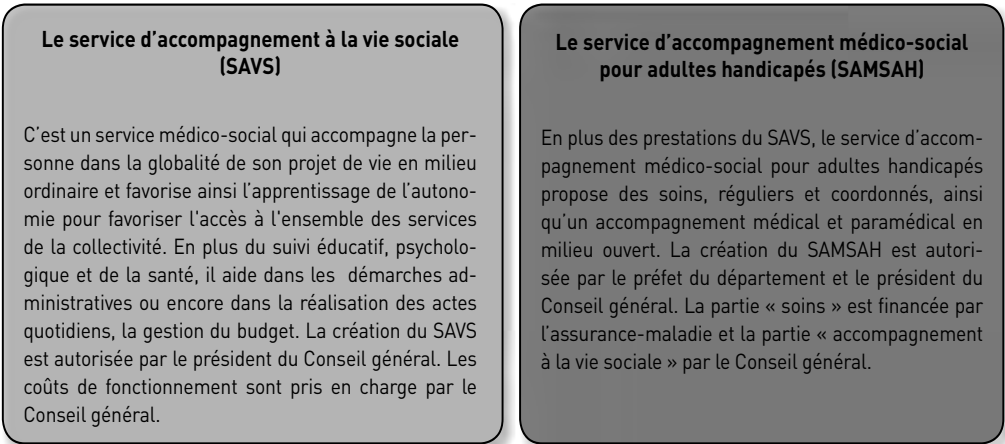 Le service d’accompagnement à la vie sociale
(SAVS)
C’est un service médico-social qui accompagne la per-
sonne dans la globalité de son projet de vie en milieu
ordinaire et favorise ainsi l’apprentissage de l’autono-
mie pour favoriser l'accès à l'ensemble des services
de la collectivité. En plus du suivi éducatif, psycholo-
gique et de la santé, il aide dans les démarches ad-
ministratives ou encore dans la réalisation des actes
quotidiens, la gestion du budget. La création du SAVS
est autorisée par le président du Conseil général. Les
coûts de fonctionnement sont pris en charge par le
Conseil général.
Le service d’accompagnement médico-social
pour adultes handicapés (SAMSAH)
En plus des prestations du SAVS, le service d’accom-
pagnement médico-social pour adultes handicapés
propose des soins, réguliers et coordonnés, ainsi
qu’un accompagnement médical et paramédical en
milieu ouvert. La création du SAMSAH est autori-
sée par le préfet du département et le président du
Conseil général. La partie « soins » est financée par
l’assurance-maladie et la partie « accompagnement
à la vie sociale » par le Conseil général.